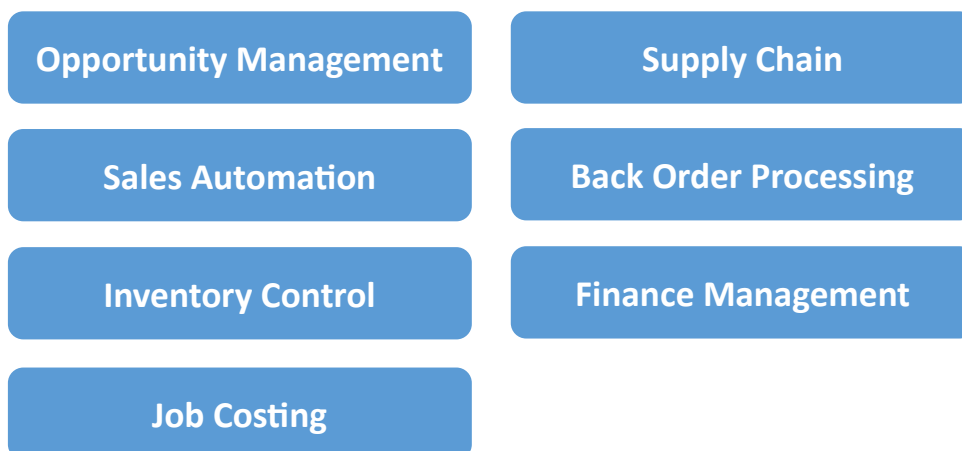 Opportunity Management
Supply Chain
Sales Automation
Back Order Processing
Inventory Control
Finance Management
Job Costing